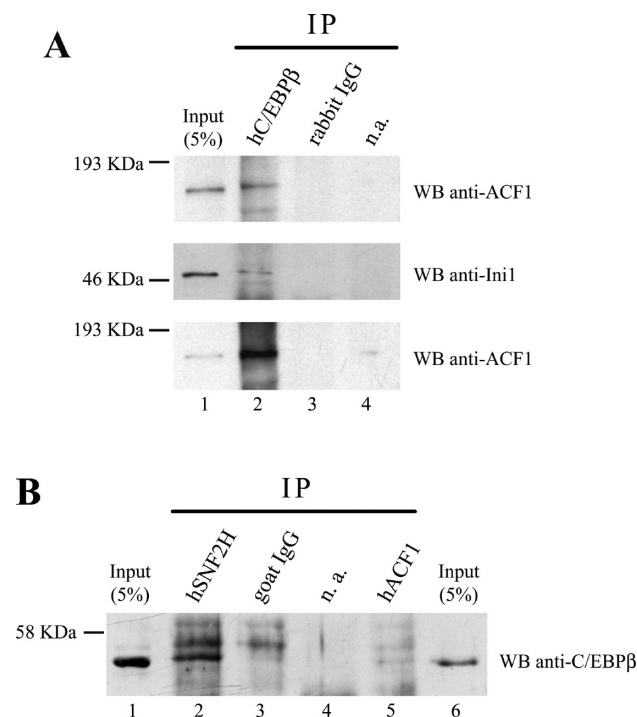 A
IP
Input
(5%)
hC/EBPβ
rabbit IgG
n.a.
193 KDa
WB anti-ACF1
46 KDa
WB anti-Ini1
193 KDa
WB anti-ACF1
1 2 3 4
B
IP
Input
(5%)
hSNF2H
goat IgG
n. a.
hACF1
Input
(5%)
58 KDa
WB anti-C/EBPβ
1 2 3 4 5 6